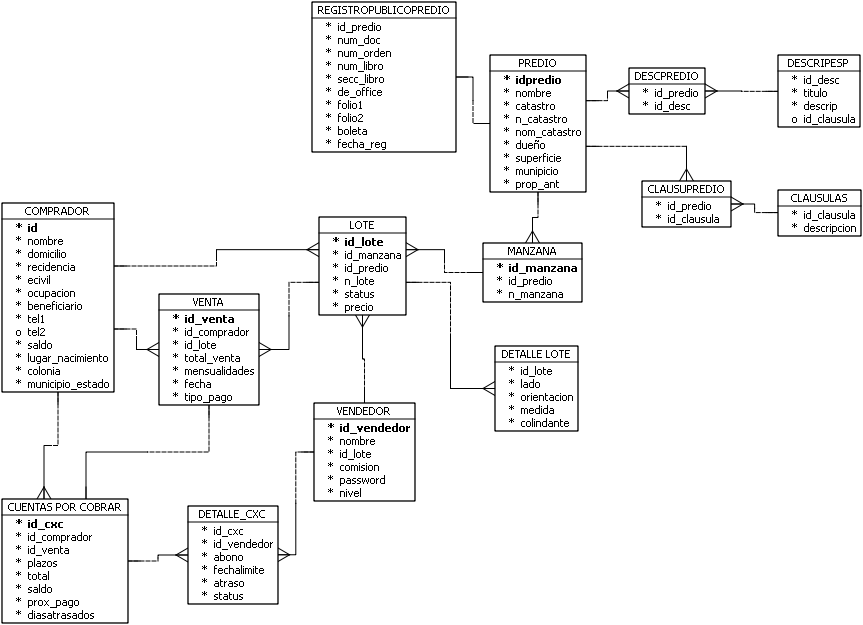 REGISTROPUBLICOPREDIO
* id_predio
* num_doc
* num_orden
* num_libro
* secc_libro
* de_office
* folio1
* folio2
* boleta
* fecha_reg
PREDIO
* idpredio
* nombre
* catastro
* n_catastro
* nom_catastro
* dueño
* superficie
* munipicio
* prop_ant
DESCPREDIO
* id_predio
* id_desc
DESCRIPESP
* id_desc
* titulo
* descrip
o id_clausula
CLAUSUPREDIO
* id_predio
* id_clausula
CLAUSULAS
* id_clausula
* descripcion
COMPRADOR
* id
* nombre
* domicilio
* recidencia
* ecivil
* ocupacion
* beneficiario
* tel1
o tel2
* saldo
* lugar_nacimiento
* colonia
* municipio_estado
LOTE
* id_lote
* id_manzana
* id_predio
* n_lote
* status
* precio
MANZANA
* id_manzana
* id_predio
* n_manzana
VENTA
* id_venta
* id_comprador
* id_lote
* total_venta
* mensualidades
* fecha
* tipo_pago
DETALLE LOTE
* id_lote
* lado
* orientacion
* medida
* colindante
VENDEDOR
* id_vendedor
* nombre
* id_lote
* comision
* password
* nivel
CUENTAS POR COBRAR
* id_cxc
* id_comprador
* id_venta
* plazos
* total
* saldo
* prox_pago
* diasatrasados
DETALLE_CXC
* id_cxc
* id_vendedor
* abono
* fechalimite
* atraso
* status